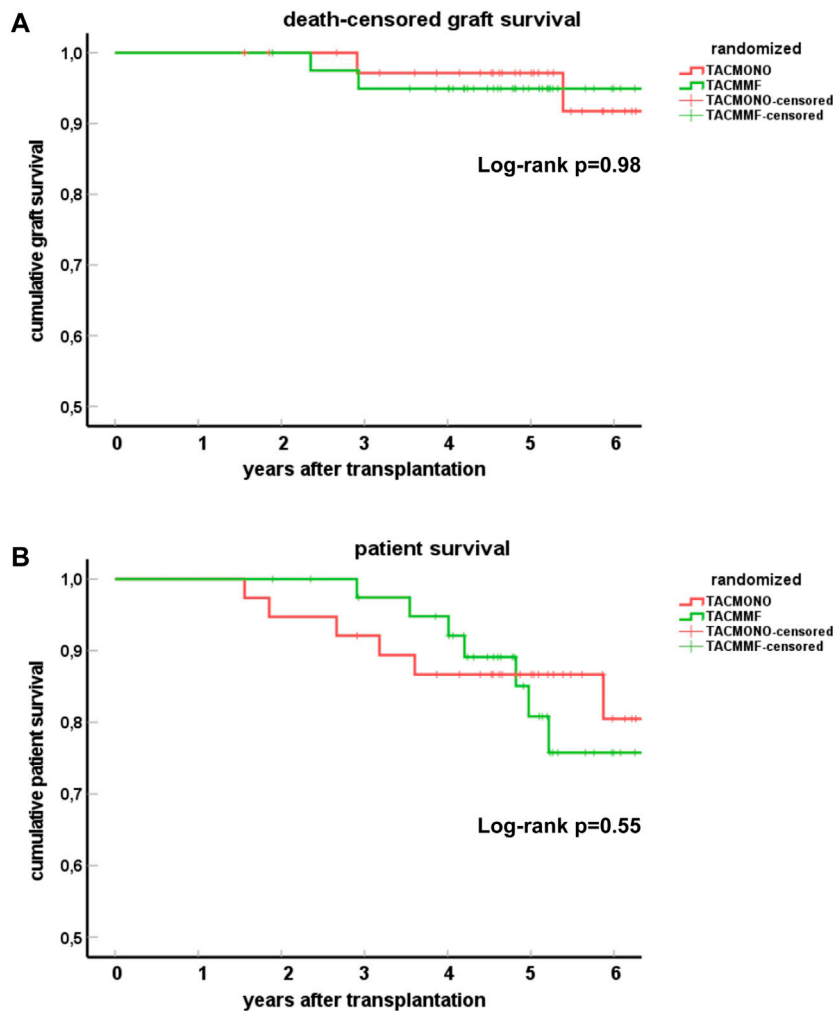 A
death-censored graft survival
1,0
0,9
0,8
0,7
0,6
0,5
cumulative graft survival
randomized
TACMONO
TACMMF
TACMONO-censored
TACMMF-censored
Log-rank p=0.98
0 1 2 3 4 5 6
years after transplantation
B
patient survival
1,0
0,9
0,8
0,7
0,6
0,5
cumulative patient survival
randomized
TACMONO
TACMMF
TACMONO-censored
TACMMF-censored
Log-rank p=0.55
0 1 2 3 4 5 6
years after transplantation